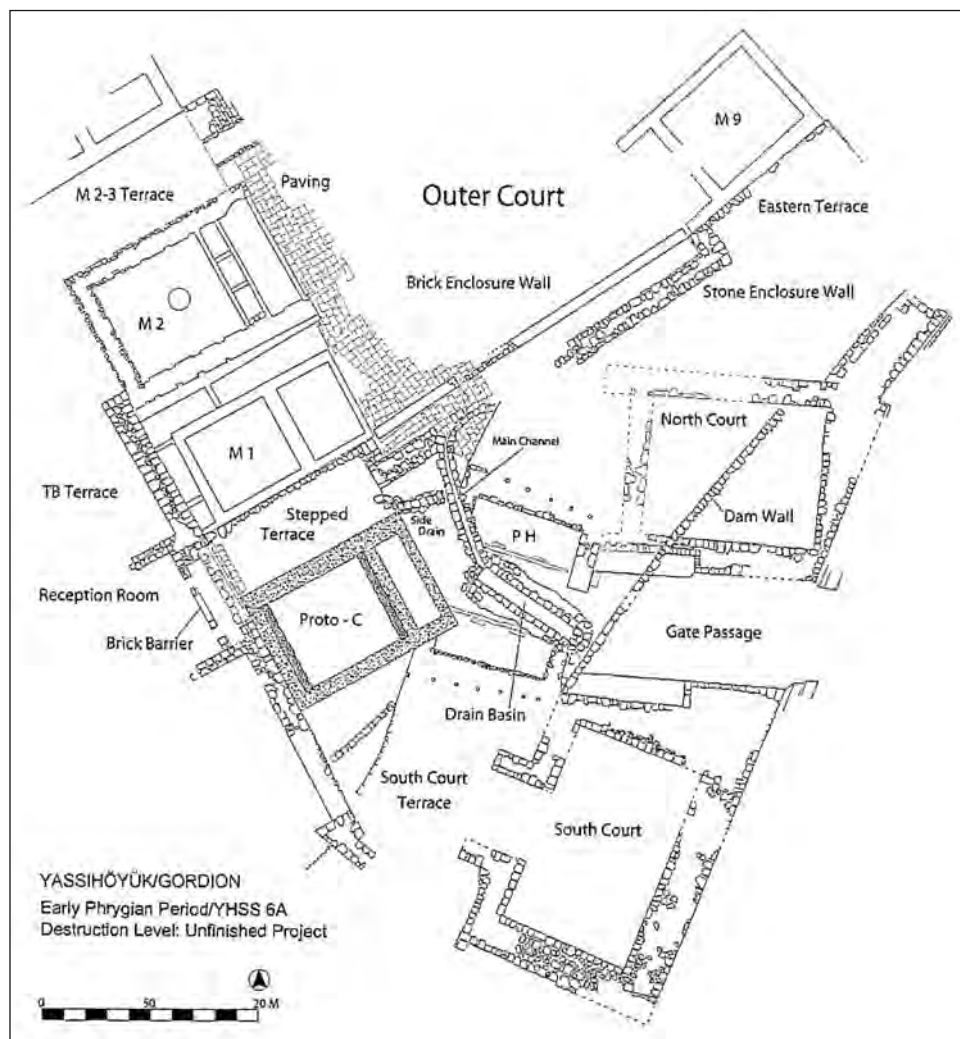 M 9
M 2-3 Terrace
Paving
Outer Court
Eastern Terrace
Brick Enclosure Wall
Stone Enclosure Wall
M 2
North Court
Main Channel
M 1
TB Terrace
Stepped
Terrace
Side
Drain
P H
Dam Wall
Reception Room
Proto - C
Gate Passage
Brick Barrier
Drain Basin
South Court
Terrace
South Court
YASSIHÖYÜK/GORDION
Early Phrygian Period/YHSS 6A
Destruction Level: Unfinished Project
0 50 20 M